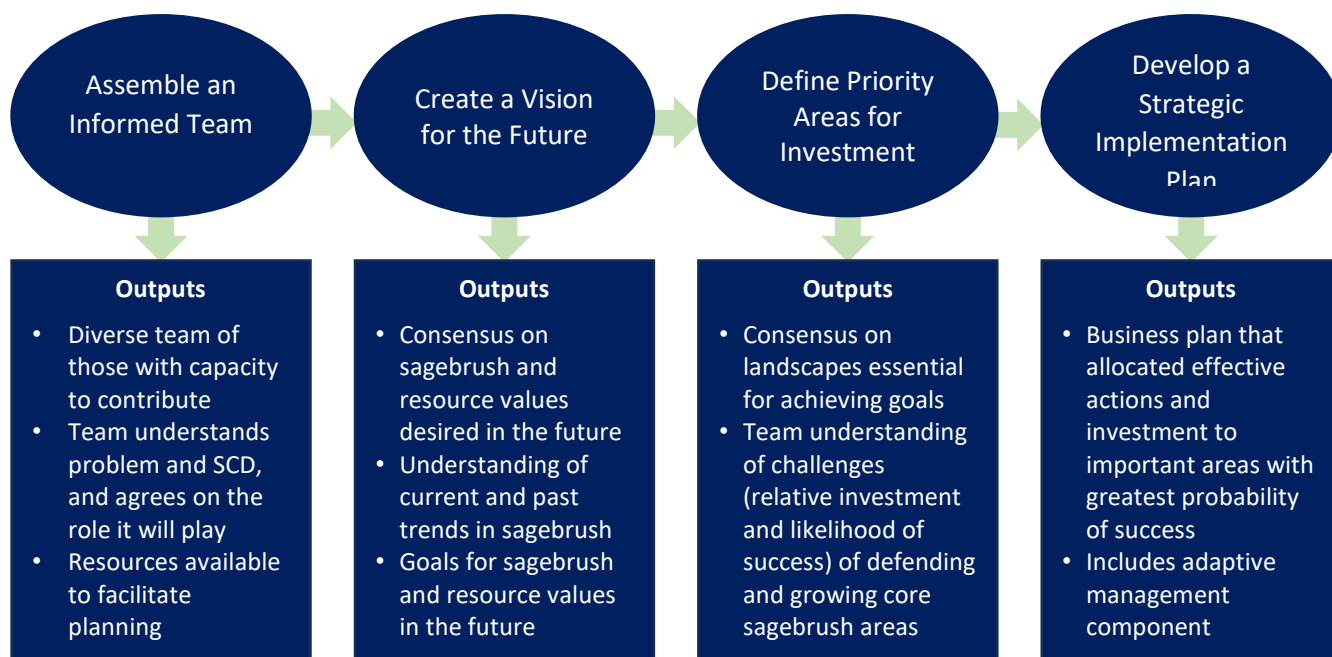 Assemble an
Informed Team
Create a Vision
for the Future
Define Priority
Areas for
Investment
Develop a
Strategic
Implementation
Plan
Outputs
• Diverse team of
those with capacity
to contribute
• Team understands
problem and SCD,
and agrees on the
role it will play
• Resources available
to facilitate
planning
Outputs
• Consensus on
sagebrush and
resource values
desired in the future
• Understanding of
current and past
trends in sagebrush
• Goals for sagebrush
and resource values
in the future
Outputs
• Consensus on
landscapes essential
for achieving goals
• Team understanding
of challenges
(relative investment
and likelihood of
success) of defending
and growing core
sagebrush areas
Outputs
• Business plan that
allocated effective
actions and
investment to
important areas with
greatest probability
of success
• Includes adaptive
management
component